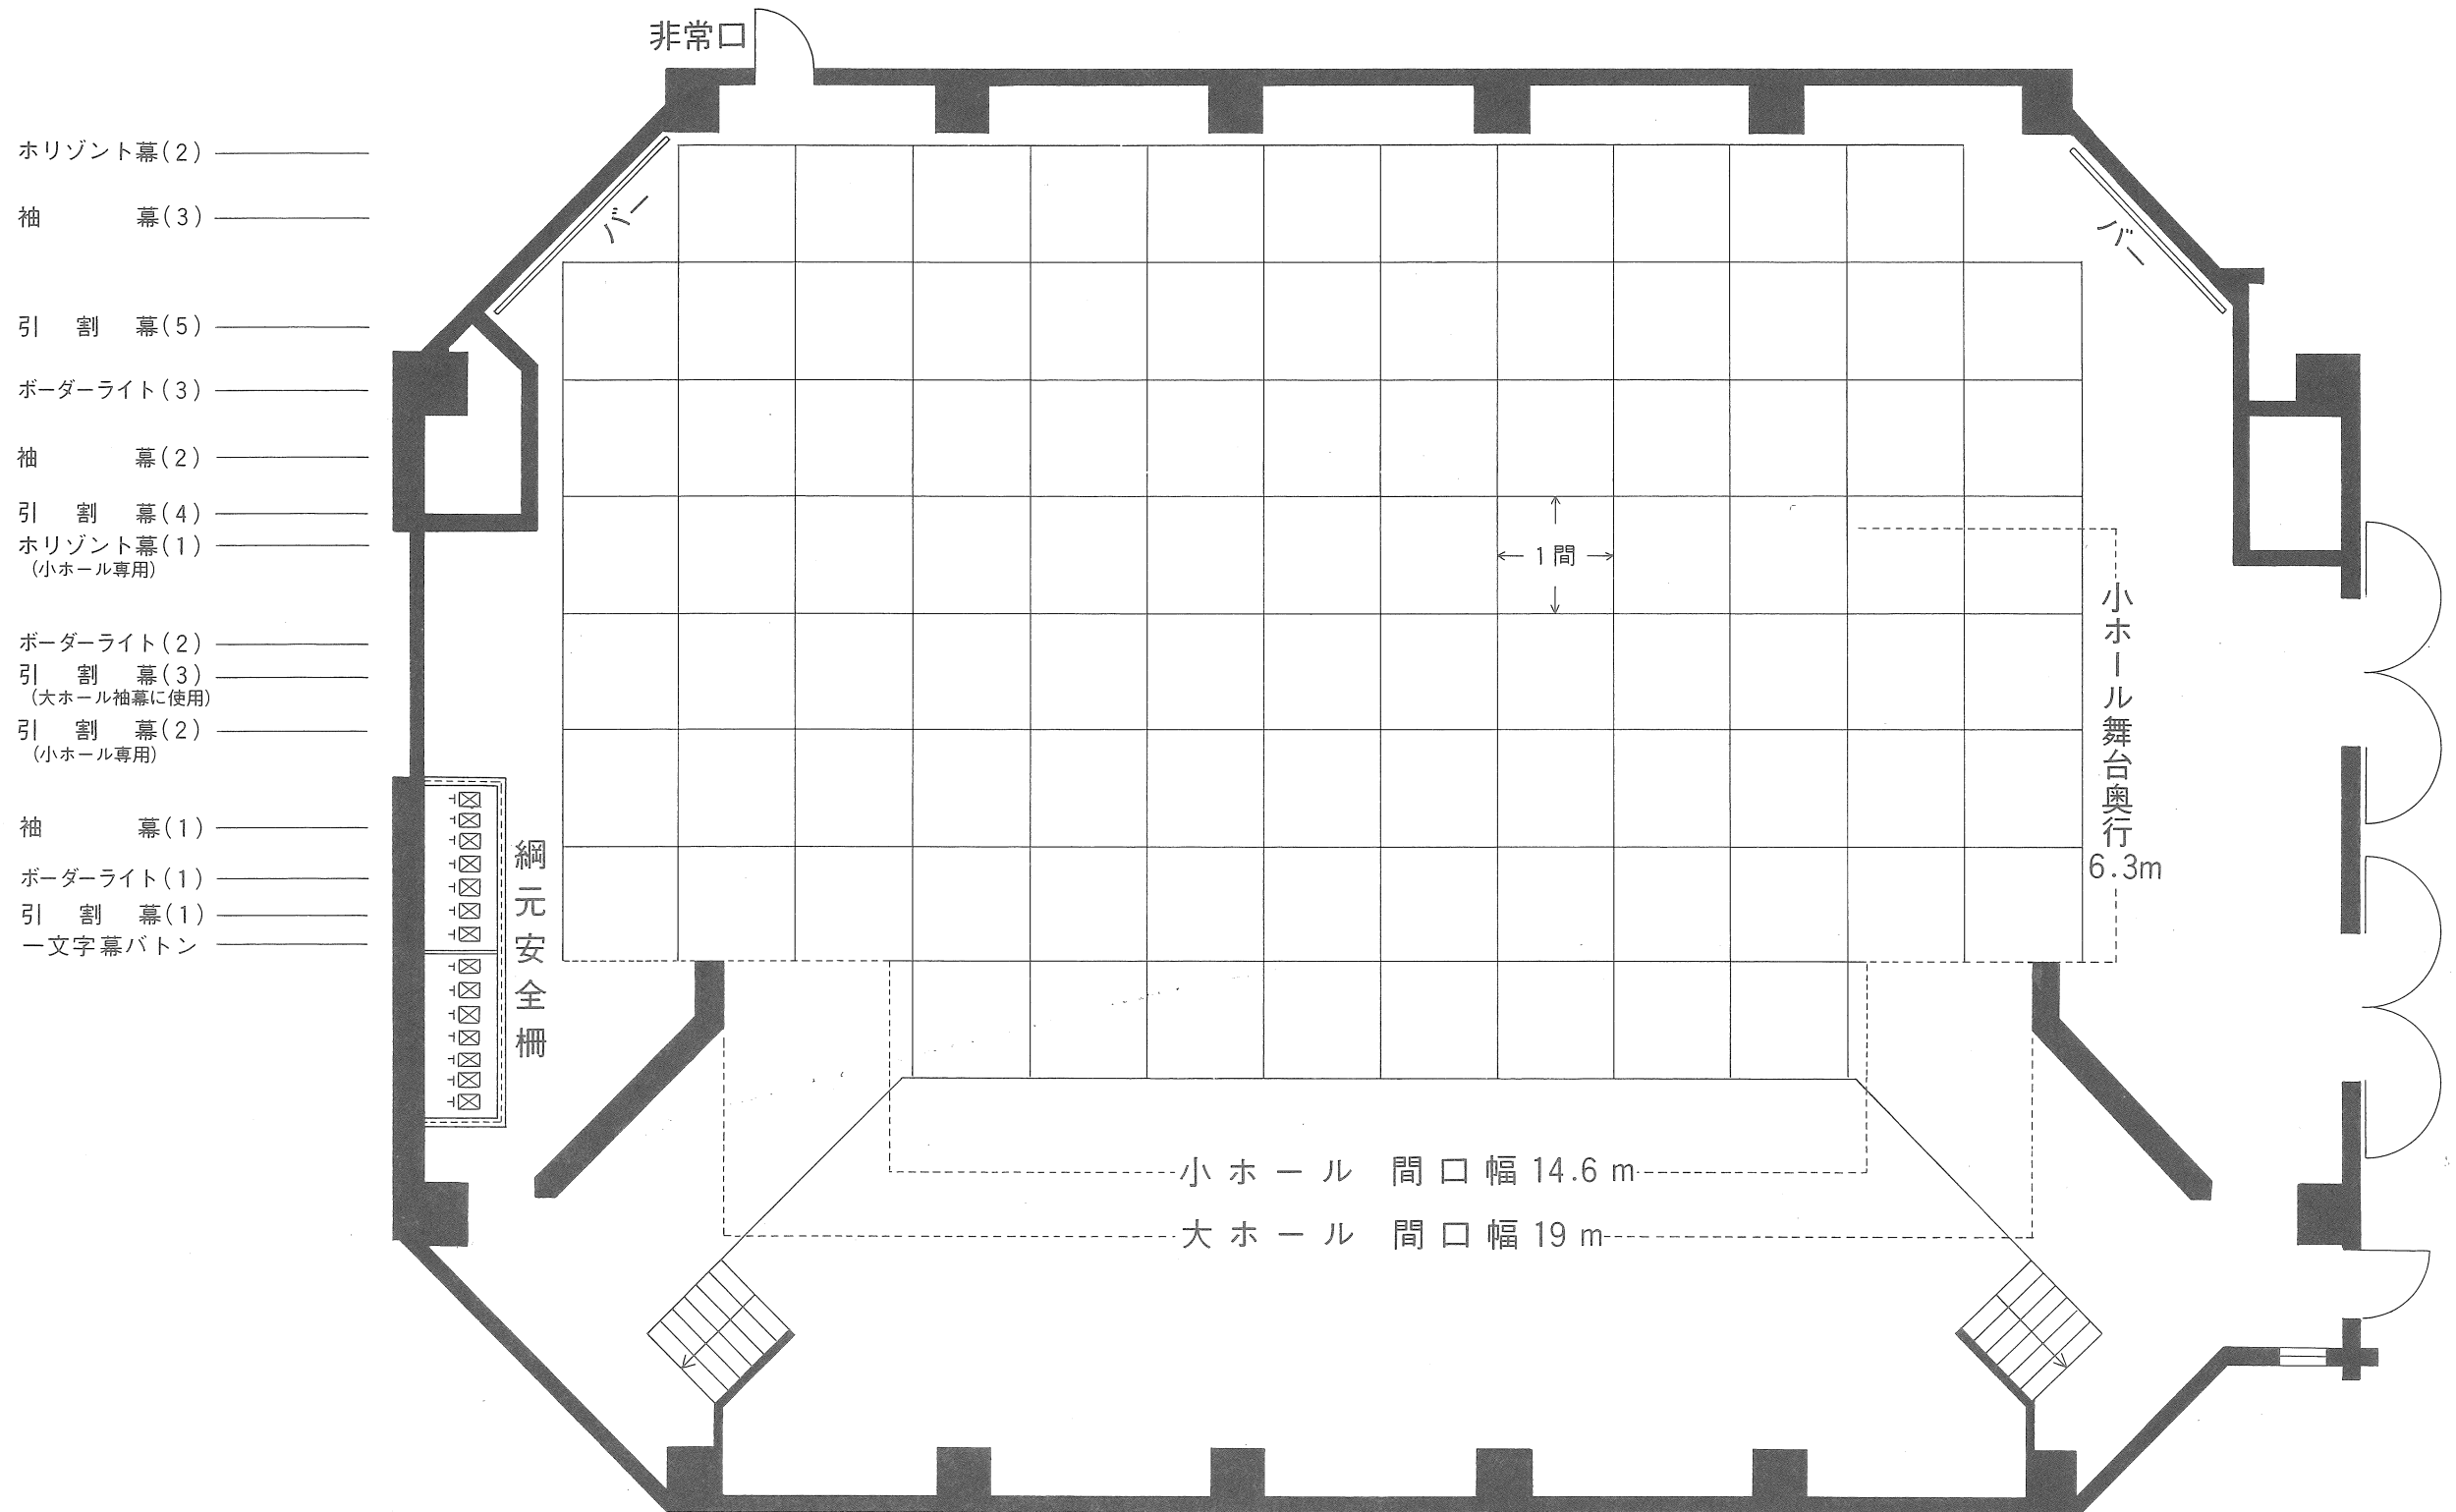 非常口
ホリゾント幕(2)
袖 幕(3)
引 割 幕(5)
ボーダーライト(3)
袖 幕(2)
引 割 幕(4)
ホリゾント幕(1)
(小ホール専用)
ボーダーライト(2)
引 割 幕(3)
(大ホール袖幕に使用)
引 割 幕(2)
(小ホール専用)
袖 幕(1)
ボーダーライト(1)
引 割 幕(1)
一文字幕バトン
バー
バー
1間
小ホール舞台奥行
6.3m
綱元安全柵
小ホール 間口幅 14.6 m
大ホール 間口幅 19 m